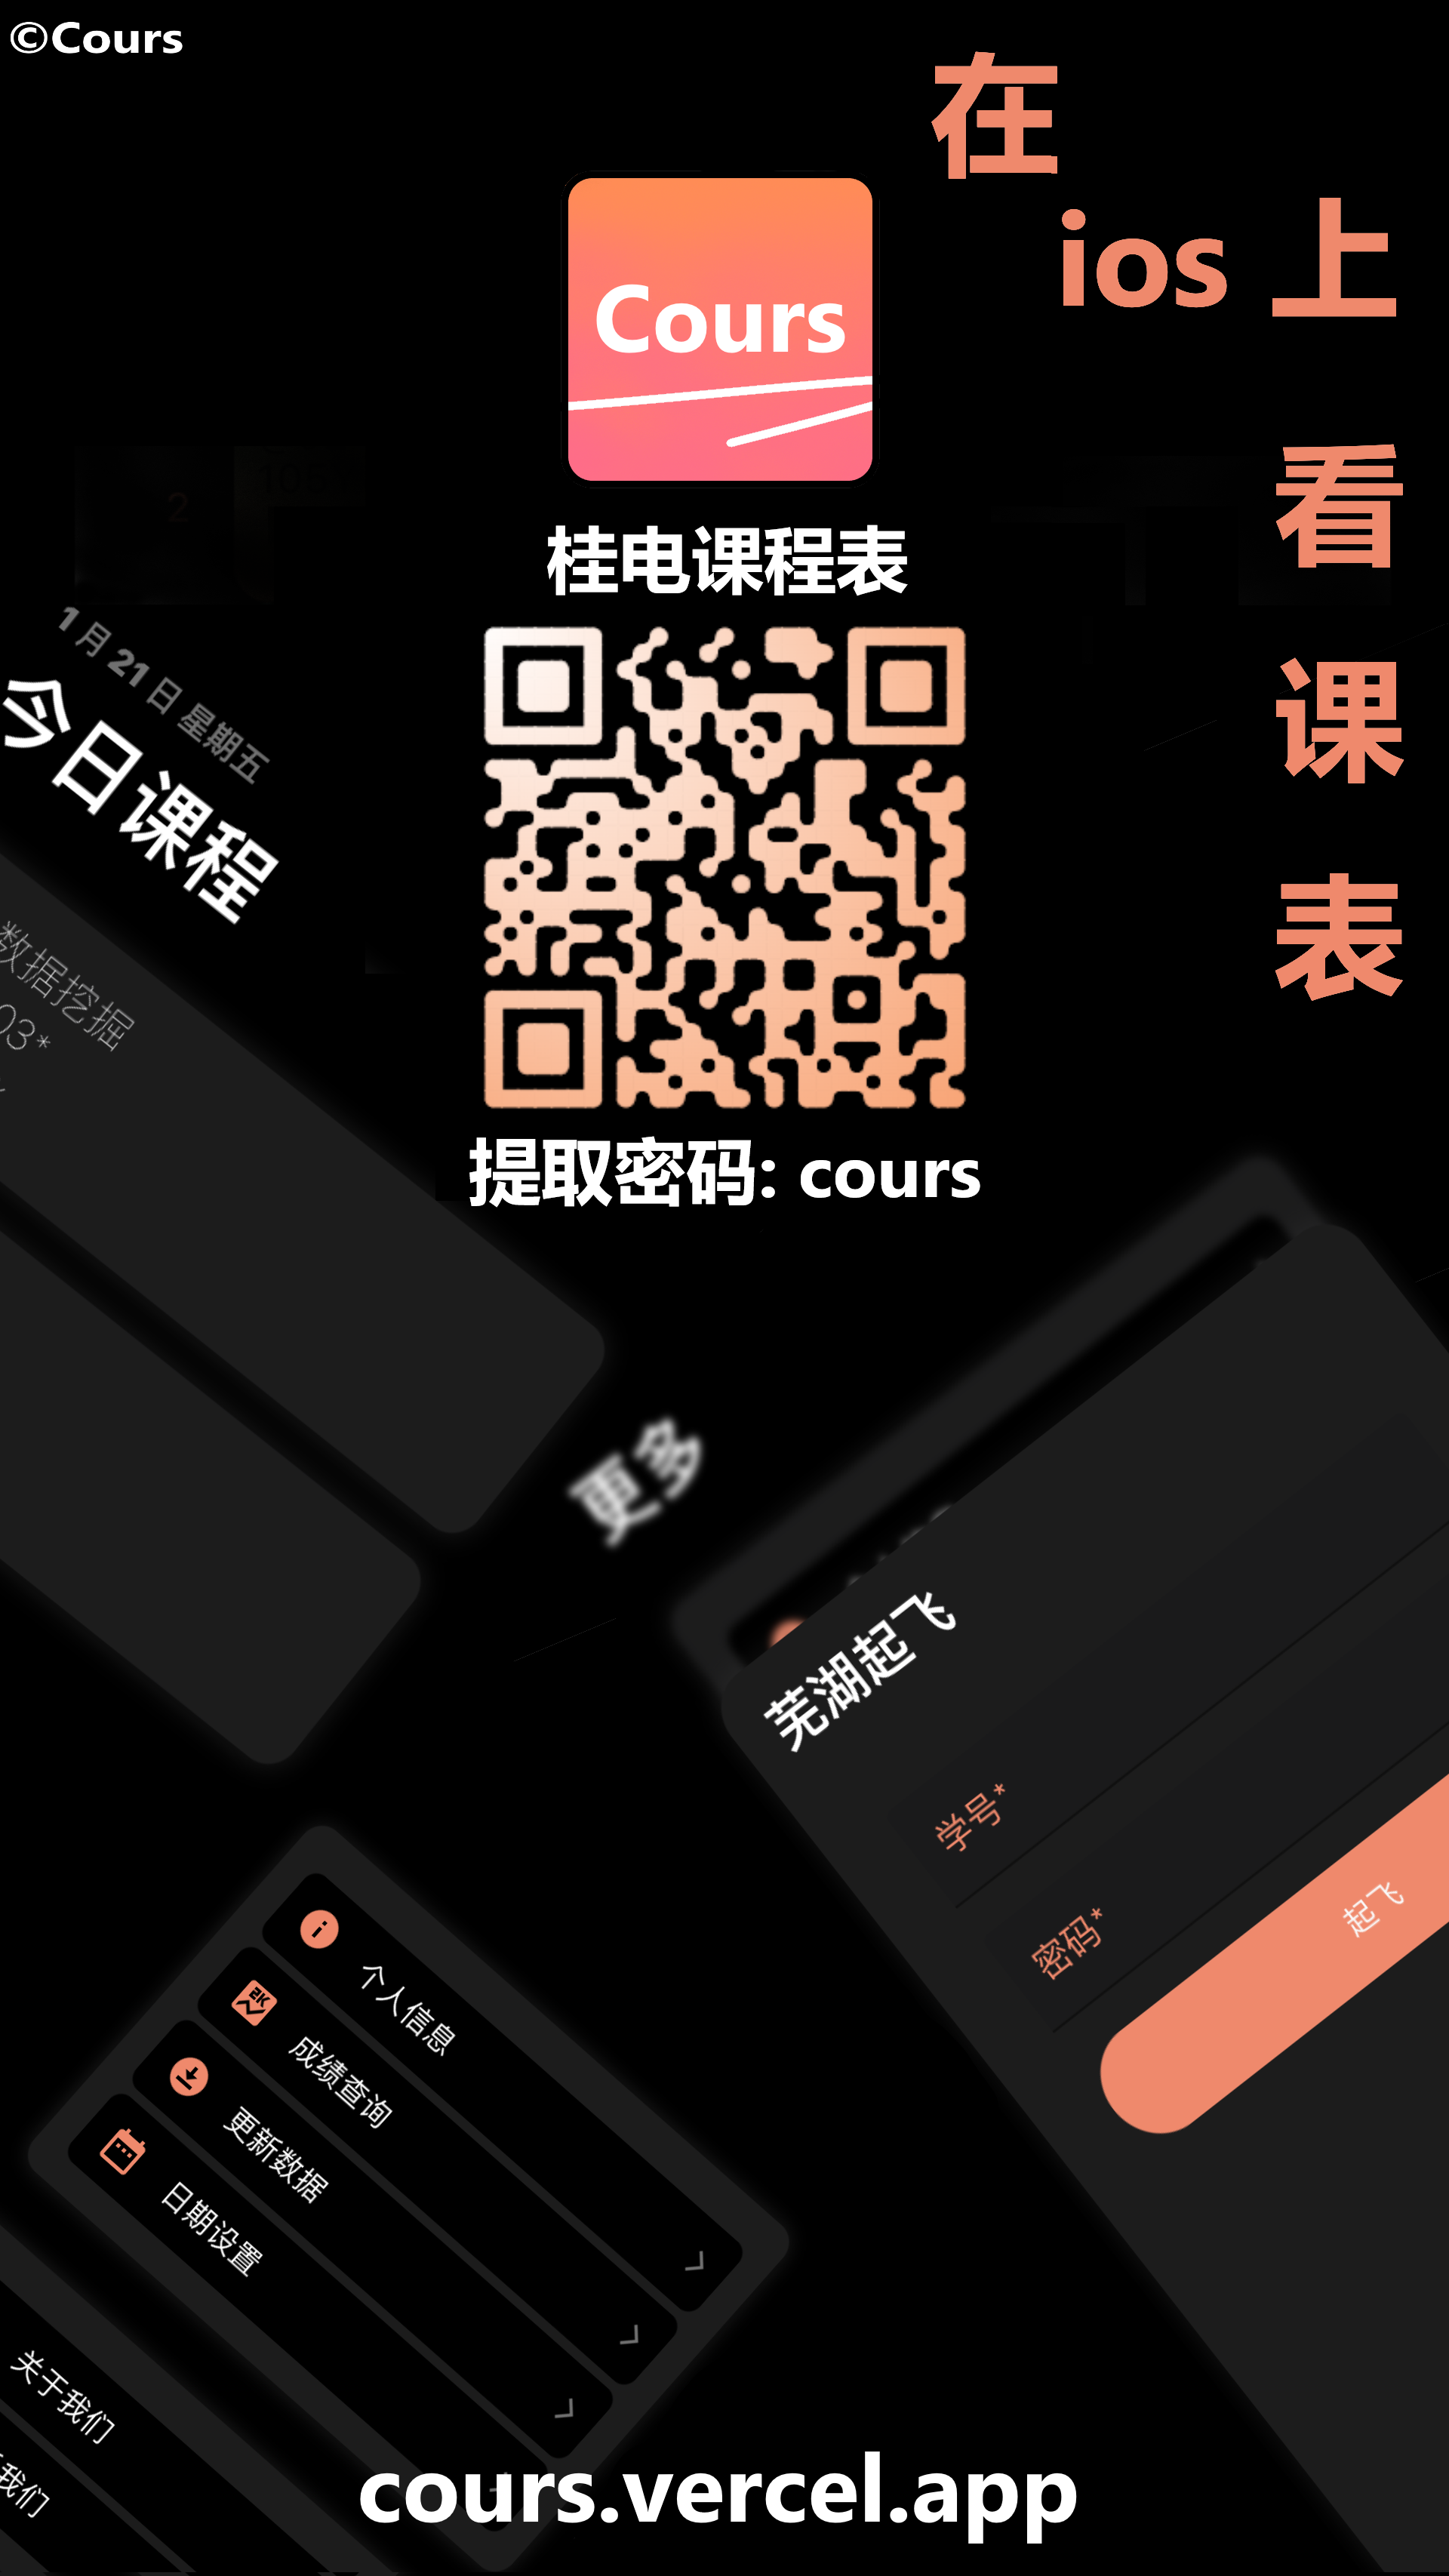 ©Cours
在
ios 上
看
课
表
Cours
桂电课程表
提取密码: cours
1月21日 星期五
今日课程
数据挖掘
03*
更多
芜湖起飞
学号*
密码*
起飞
个人信息
成绩查询
更新数据
日期设置
关于我们
我们
cours.vercel.app